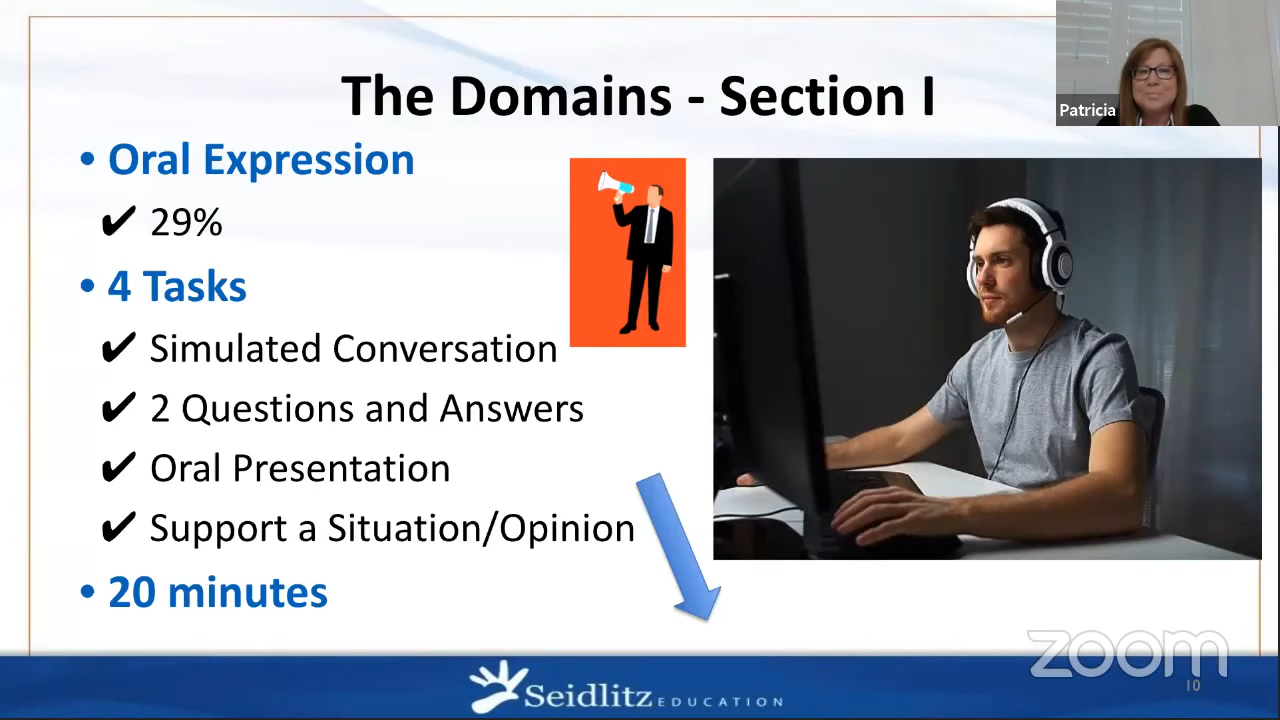 The Domains - Section I
Patricia
• Oral Expression
✔ 29%
• 4 Tasks
✔ Simulated Conversation
✔ 2 Questions and Answers
✔ Oral Presentation
✔ Support a Situation/Opinion
• 20 minutes
zoom
Seidlitz EDUCATION
10